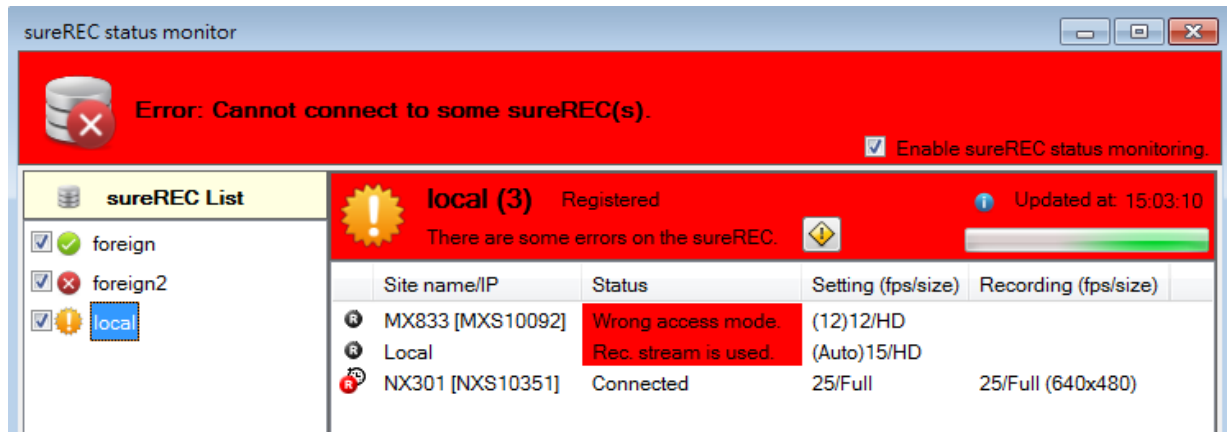 sureREC status monitor
Error: Cannot connect to some sureREC(s).
Enable sureREC status monitoring.
sureREC List
foreign
foreign2
local
local (3) Registered Updated at: 15:03:10
There are some errors on the sureREC.
Site name/IP Status Setting (fps/size) Recording (fps/size)
R MX833 [MXS10092] Wrong access mode. (12)12/HD
R Local Rec. stream is used. (Auto)15/HD
R NX301 [NXS10351] Connected 25/Full 25/Full (640x480)